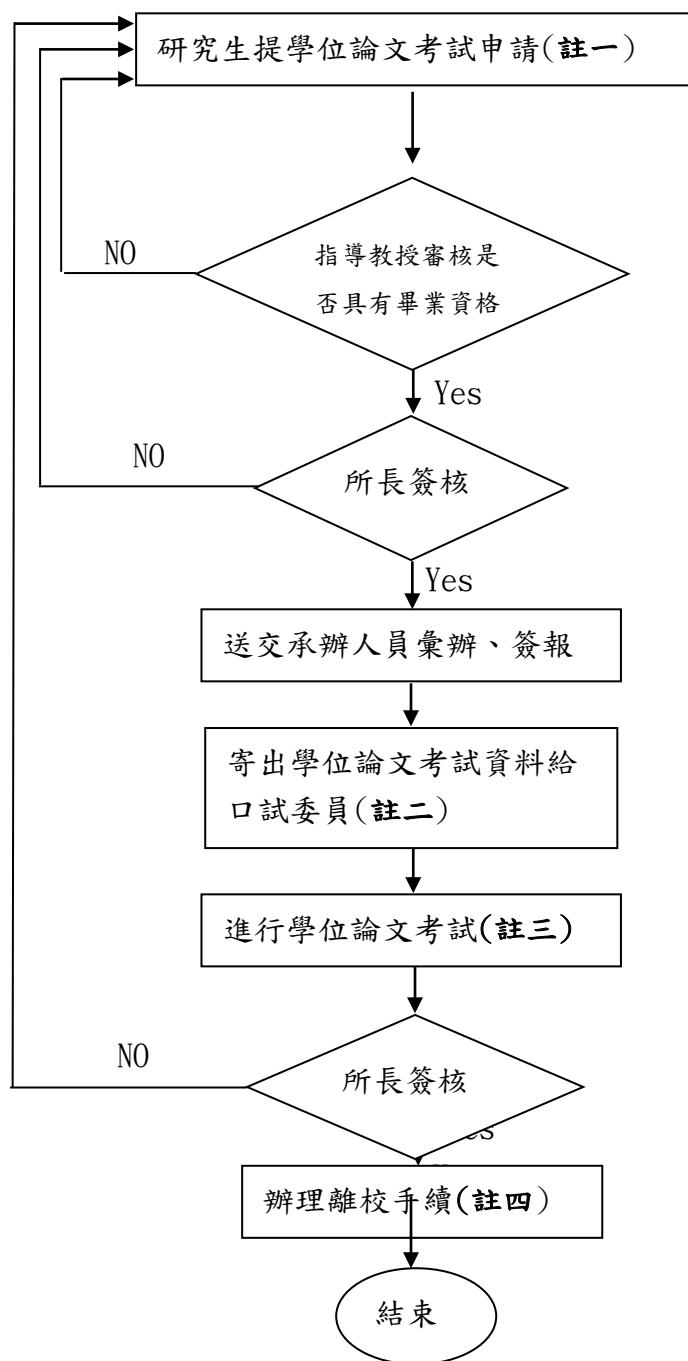 研究生提學位論文考試申請(註一)
NO
指導教授審核是
否具有畢業資格
Yes
NO
所長簽核
Yes
送交承辦人員彙辦、簽報
寄出學位論文考試資料給
口試委員(註二)
進行學位論文考試(註三)
NO
所長簽核
辦理離校手續(註四)
結束